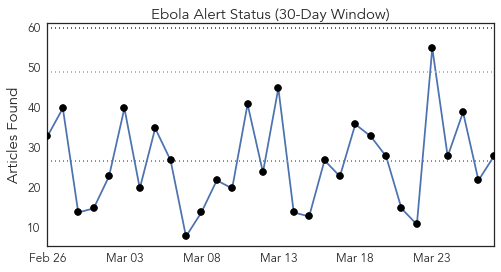 Ebola Alert Status (30-Day Window)
Articles Found
60
50
40
30
20
10
Feb 26 Mar 03 Mar 08 Mar 13 Mar 18 Mar 23